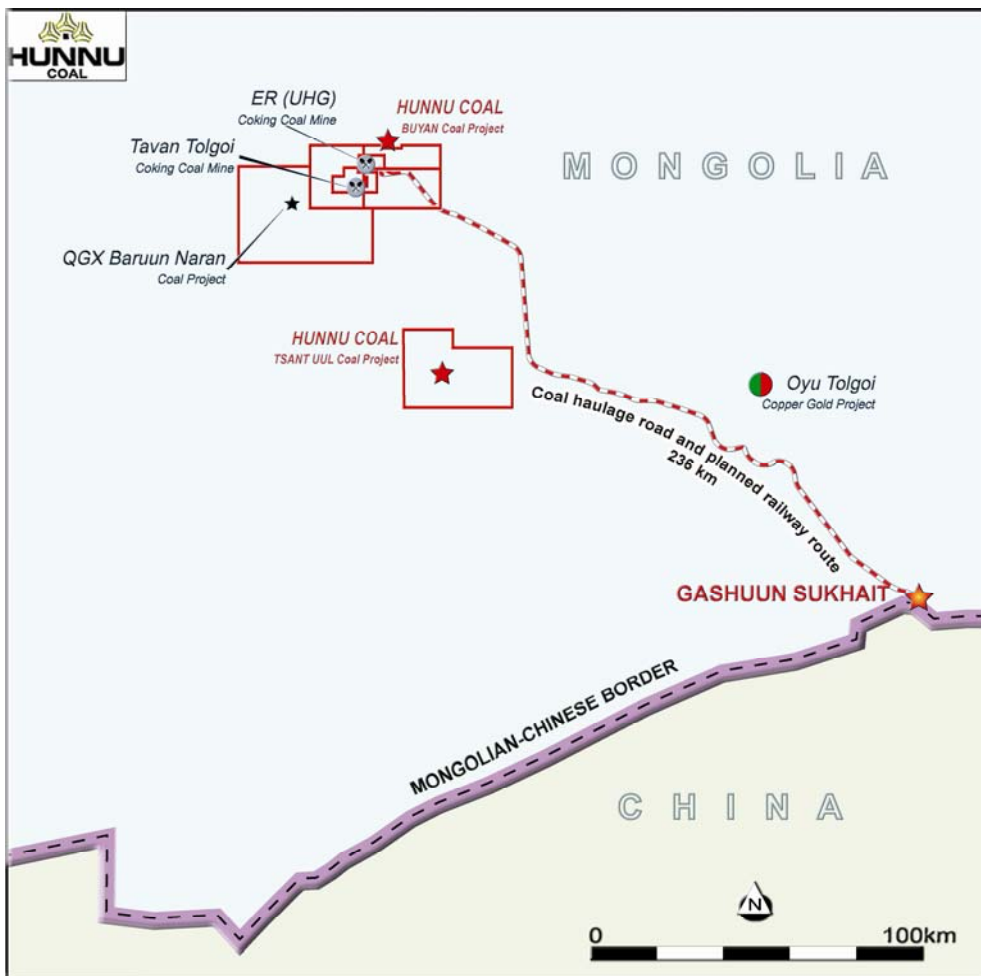 HUNNU
COAL
ER (UHG)
Coking Coal Mine
HUNNU COAL
BUYAN Coal Project
Tavan Tolgoi
Coking Coal Mine
MONGOLIA
QGX Baruun Naran
Coal Project
HUNNU COAL
TSANT UUL Coal Project
Oyu Tolgoi
Copper Gold Project
Coal haulage road and planned railway route
236 km
GASHUUN SUKHAIT
MONGOLIAN-CHINESE BORDER
CHINA
N
0 100km